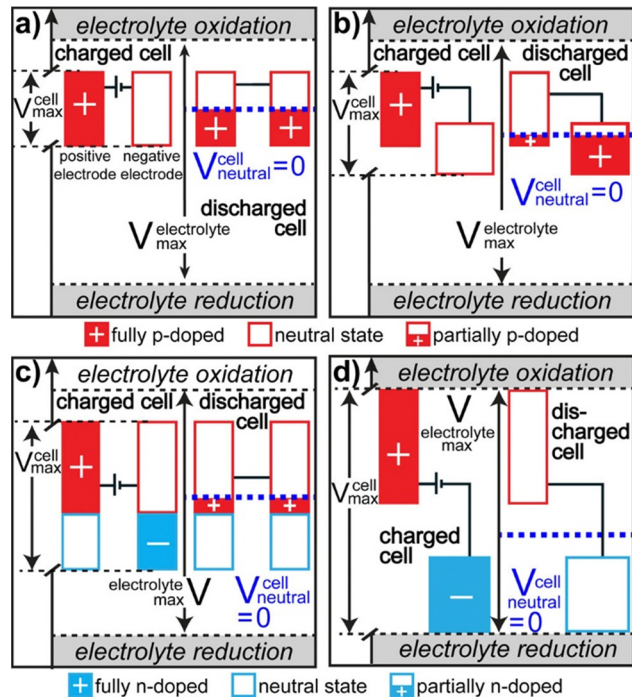 a)
electrolyte oxidation
charged cell
V cell max
+
+
+
positive electrode
negative electrode
V cell neutral =0
discharged cell
V electrolyte max
electrolyte reduction
b)
electrolyte oxidation
charged cell
discharged cell
V cell max
+
+
+
V cell neutral =0
V electrolyte max
electrolyte reduction
+ fully p-doped
neutral state
+ partially p-doped
c)
electrolyte oxidation
charged cell
discharged cell
V cell max
+
−
+
+
electrolyte max V
V cell neutral =0
electrolyte reduction
d)
electrolyte oxidation
V electrolyte max
dis-
charged
cell
V cell max
+
charged
cell
−
V cell neutral =0
electrolyte reduction
+ fully n-doped
neutral state
+ partially n-doped